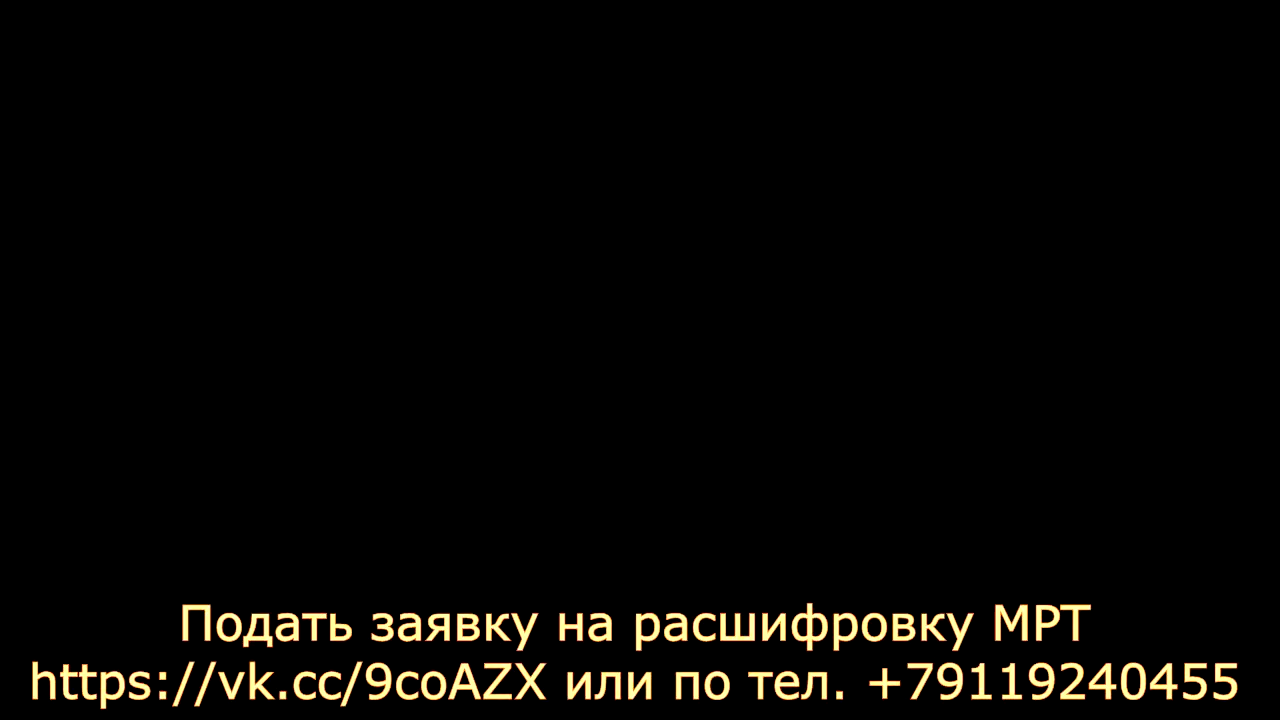 Подать заявку на расшифровку МРТ
https://vk.cc/9coAZX или по тел. +79119240455